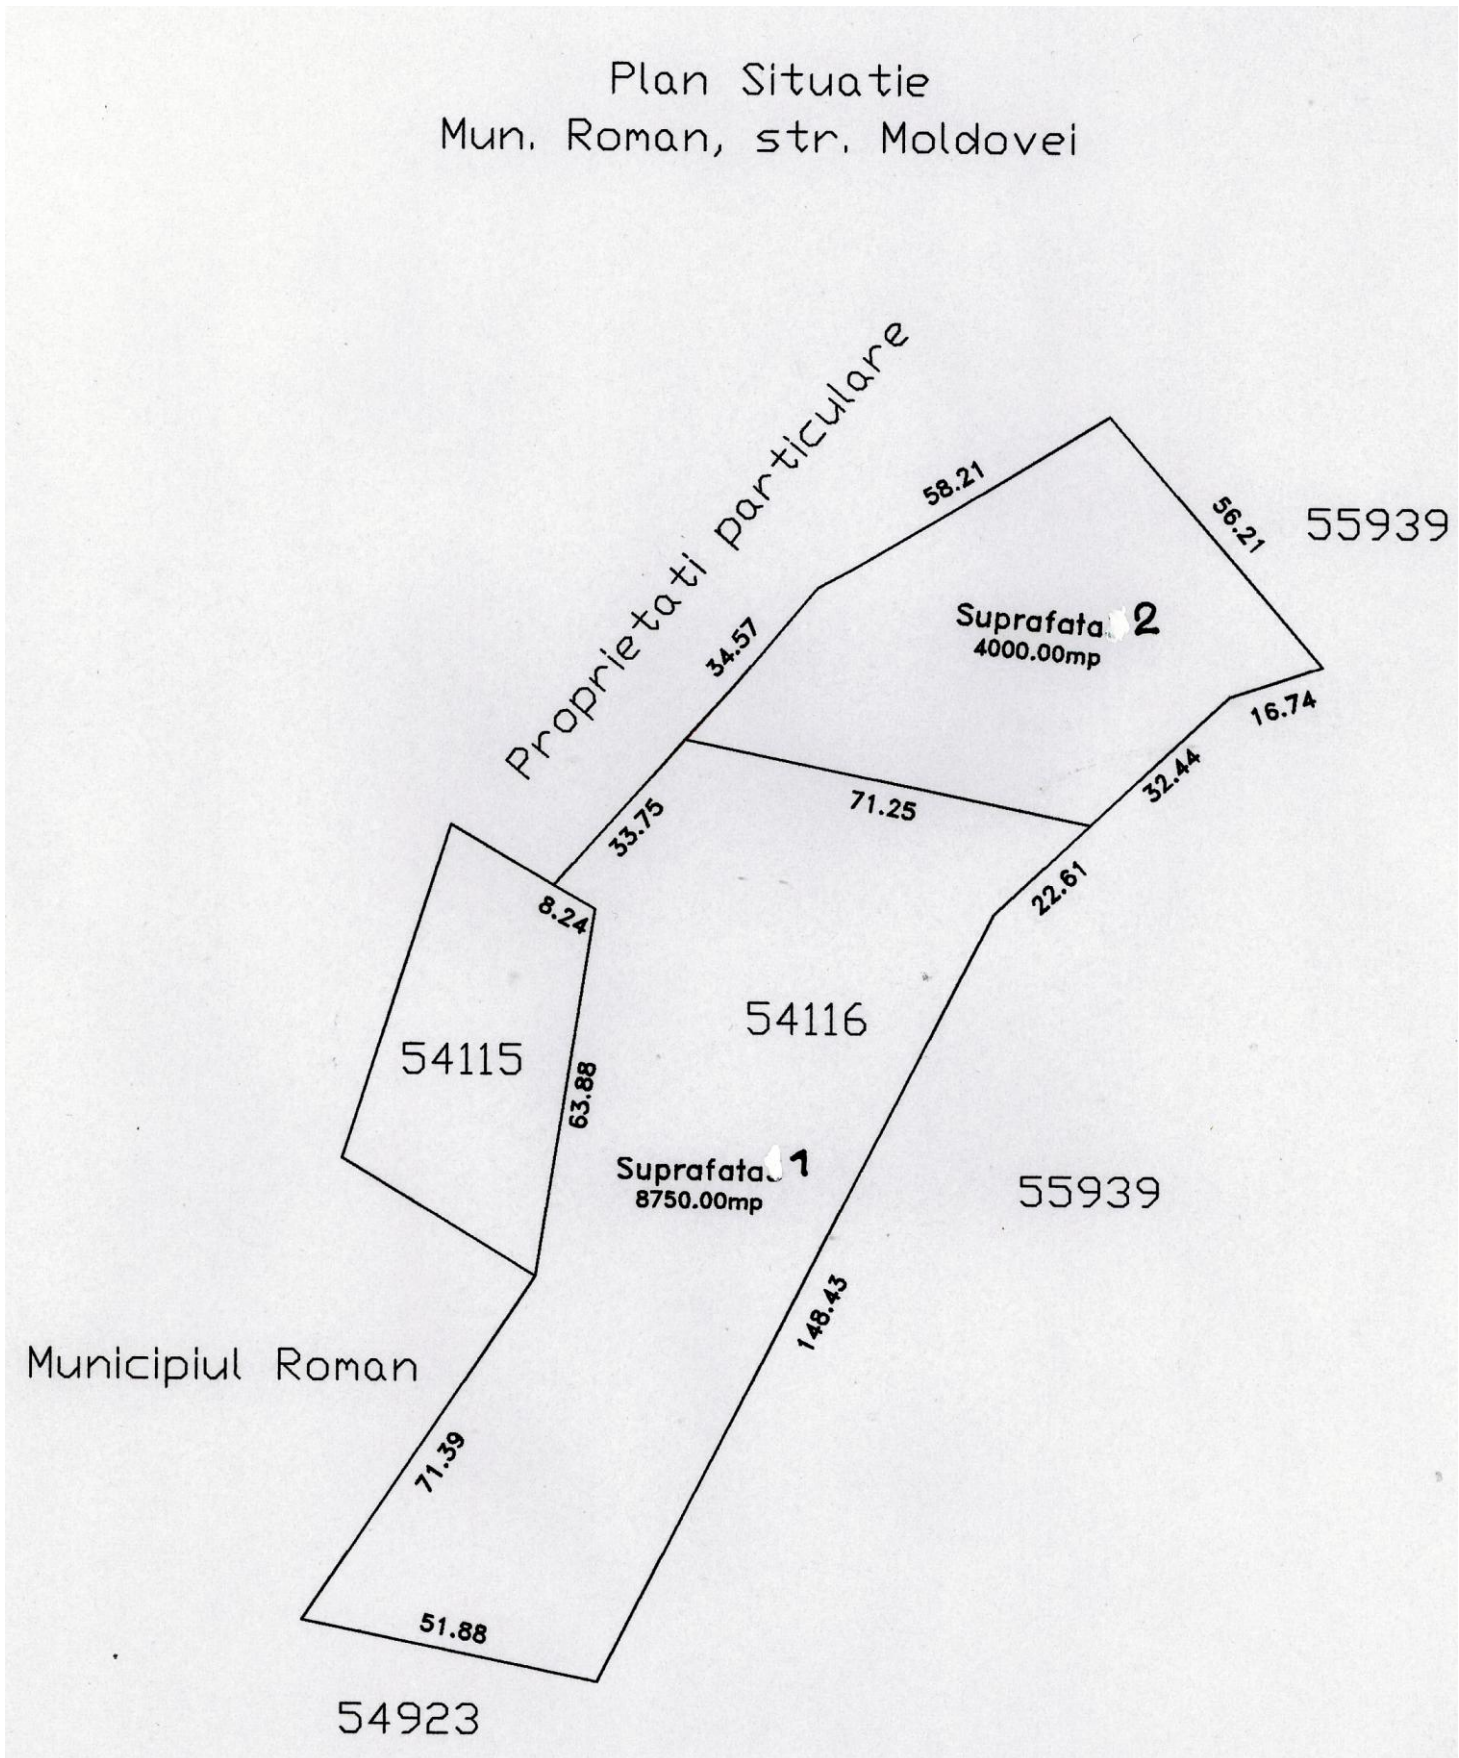 Plan Situatie
Mun. Roman, str. Moldovei
Proprietati particulare
58.21
56.21
55939
Suprafata 2
4000.00mp
34.57
16.74
32.44
71.25
33.75
22.61
8.24
54116
54115
63.88
Suprafata 1
8750.00mp
55939
148.43
Municipiul Roman
71.39
51.88
54923